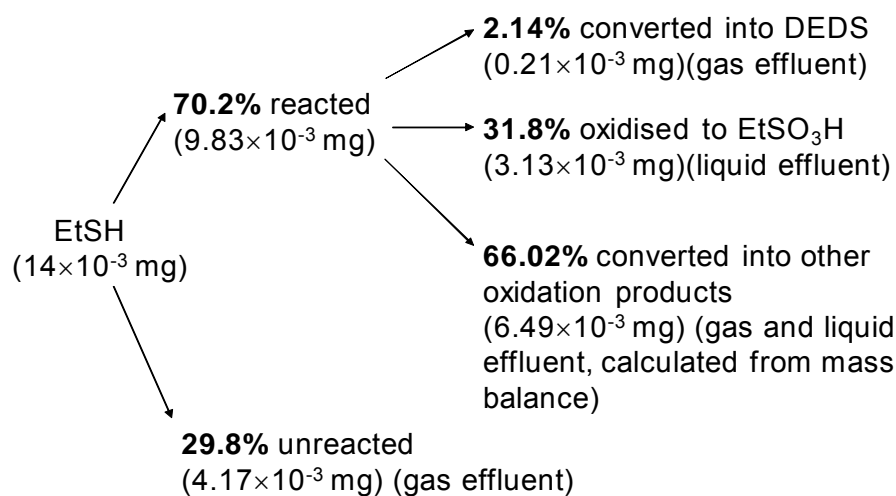 2.14% converted into DEDS
(0.21×10⁻³ mg)(gas effluent)
70.2% reacted
(9.83×10⁻³ mg)
31.8% oxidised to EtSO₃H
(3.13×10⁻³ mg)(liquid effluent)
EtSH
(14×10⁻³ mg)
66.02% converted into other
oxidation products
(6.49×10⁻³ mg) (gas and liquid
effluent, calculated from mass
balance)
29.8% unreacted
(4.17×10⁻³ mg) (gas effluent)